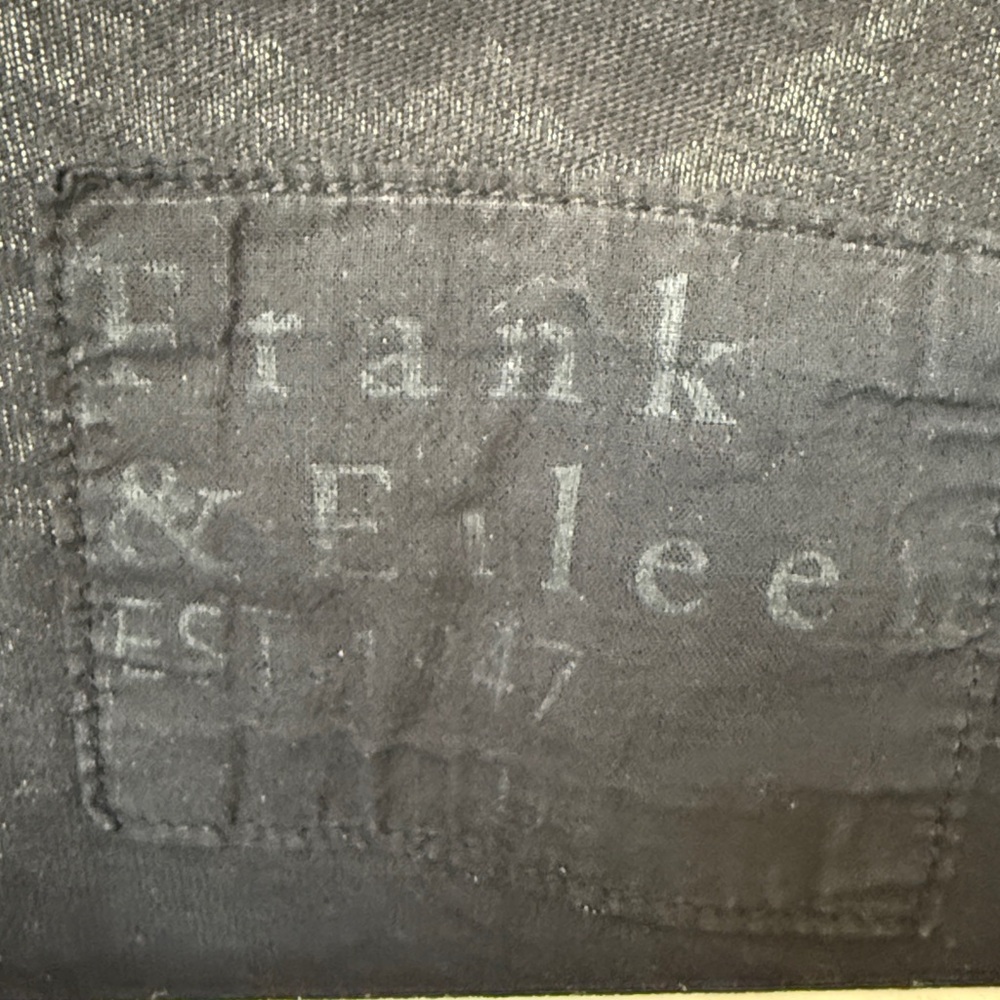 Frank
& Eileen
EST 1947